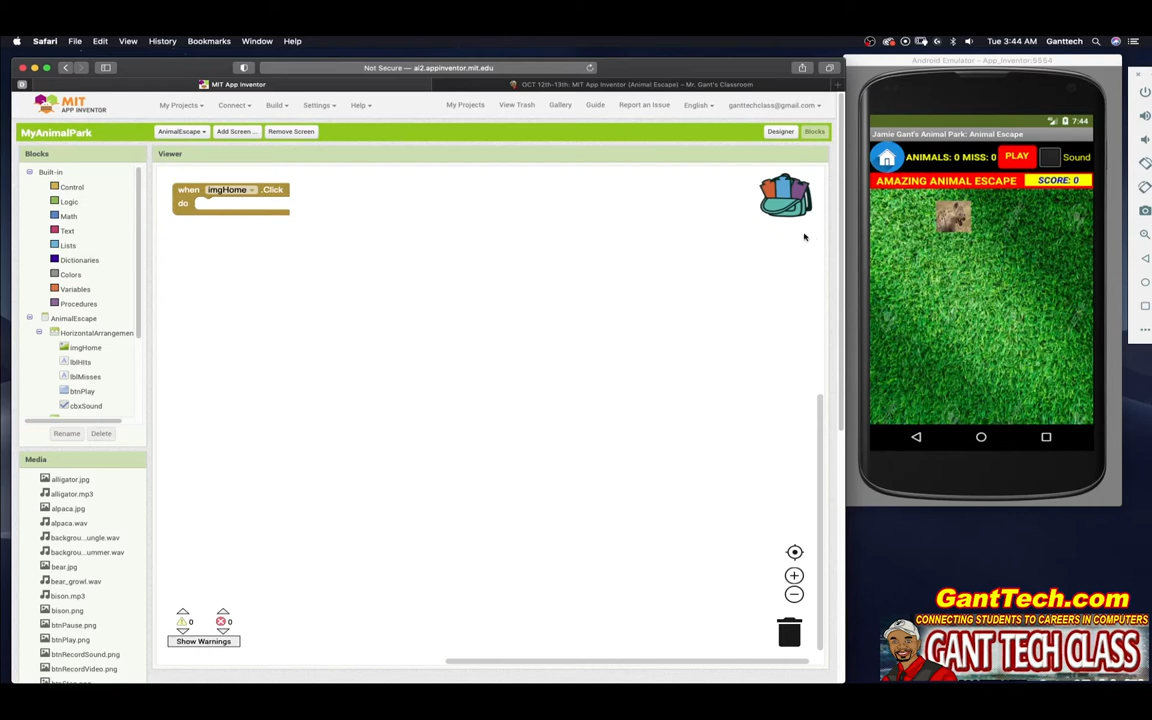 Safari File Edit View History Bookmarks Window Help
Tue 3:44 AM Ganttech
Not Secure — ai2.appinventor.mit.edu
MIT App Inventor
OCT 12th-13th: MIT App Inventor (Animal Escape) – Mr. Gant's Classroom
MIT
APP INVENTOR
My Projects Connect Build Settings Help
My Projects View Trash Gallery Guide Report an Issue English ganttechclass@gmail.com
MyAnimalPark
AnimalEscape Add Screen ... Remove Screen
Designer Blocks
Blocks
Built-in
Control
Logic
Math
Text
Lists
Dictionaries
Colors
Variables
Procedures
AnimalEscape
HorizontalArrangemen
imgHome
lblHits
lblMisses
btnPlay
cbxSound
Rename Delete
Media
alligator.jpg
alligator.mp3
alpaca.jpg
alpaca.wav
backgrou...ungle.wav
backgrou...ummer.wav
bear.jpg
bear_growl.wav
bison.mp3
bison.png
btnPause.png
btnPlay.png
btnRecordSound.png
btnRecordVideo.png
Viewer
when imgHome .Click
do
0 0
Show Warnings
Android Emulator - App_Inventor:5554
7:44
Jamie Gant's Animal Park: Animal Escape
ANIMALS: 0 MISS: 0 PLAY Sound
AMAZING ANIMAL ESCAPE SCORE: 0
GantTech.com
CONNECTING STUDENTS TO CAREERS IN COMPUTERS
GANT TECH CLASS